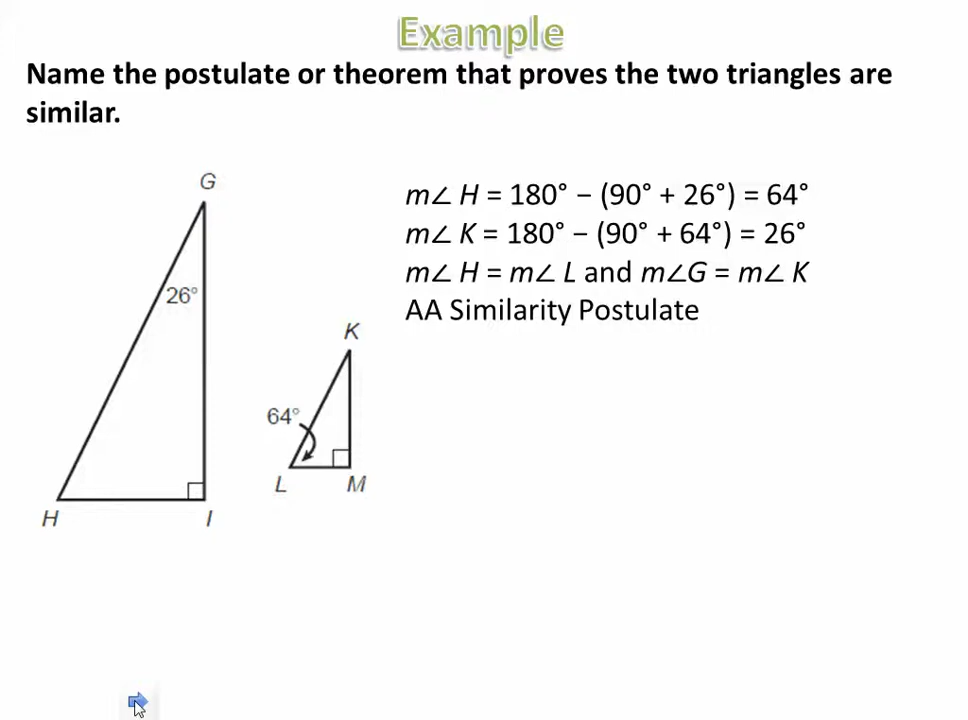 Example
Name the postulate or theorem that proves the two triangles are
similar.
G
26°
H
I
K
64°
L
M
m∠ H = 180° − (90° + 26°) = 64°
m∠ K = 180° − (90° + 64°) = 26°
m∠ H = m∠ L and m∠G = m∠ K
AA Similarity Postulate